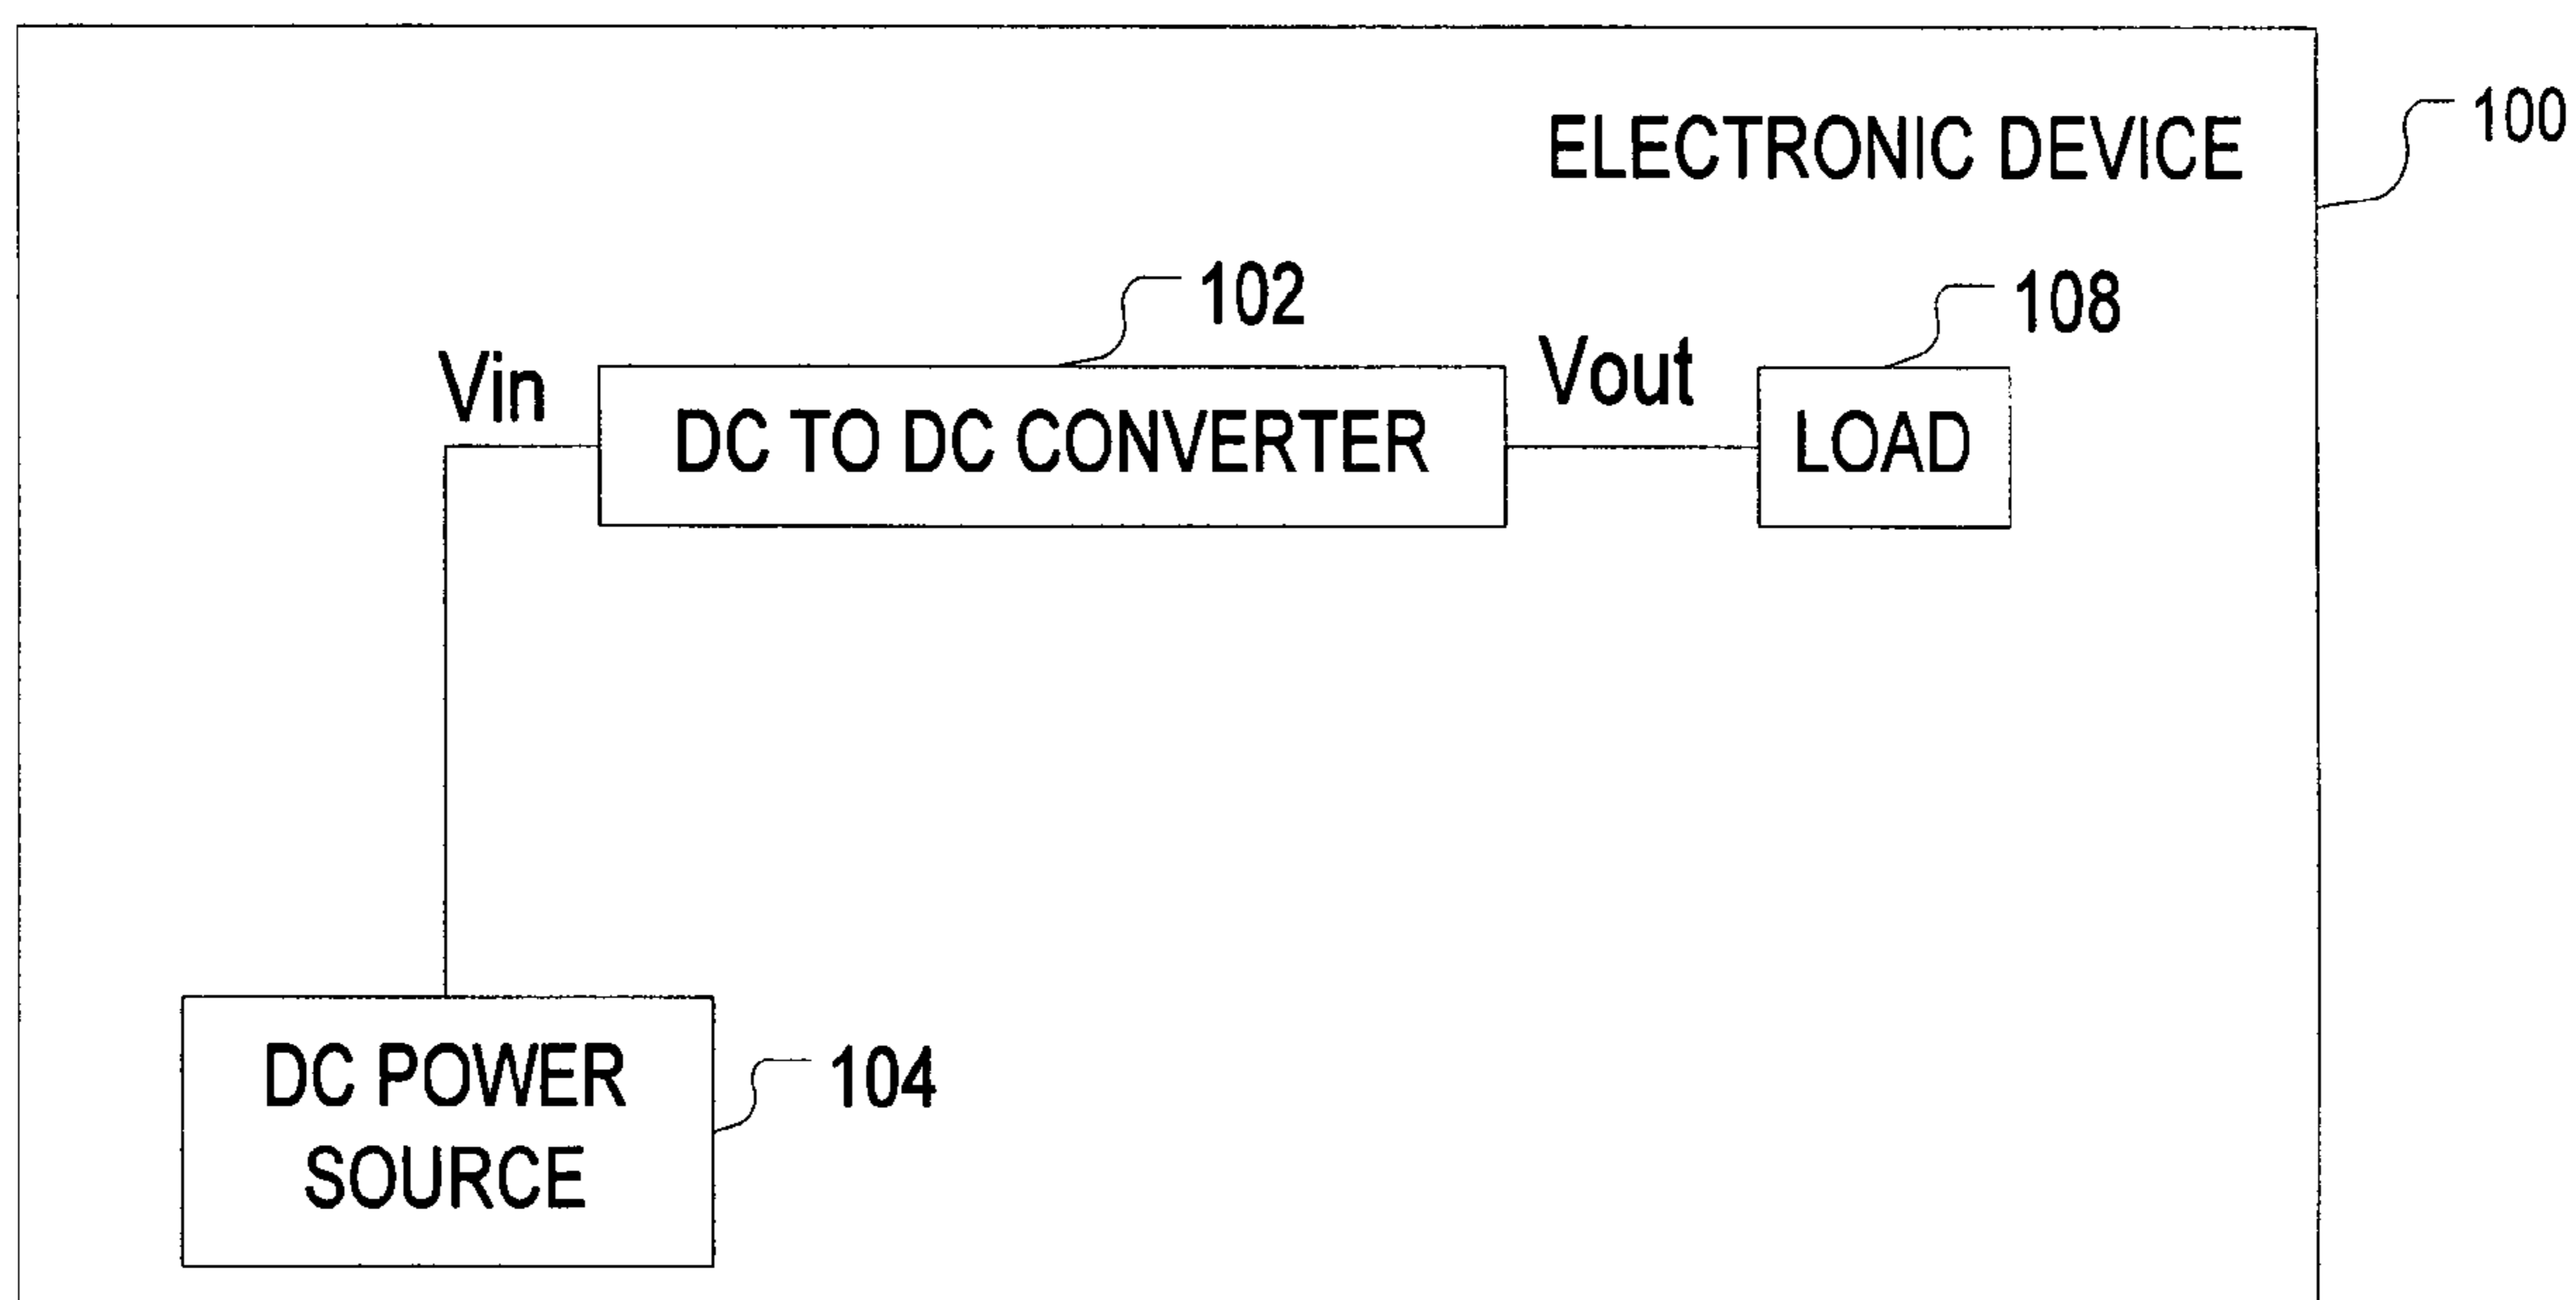 100
ELECTRONIC DEVICE
102
108
Vin
Vout
DC TO DC CONVERTER
LOAD
DC POWER
SOURCE
104